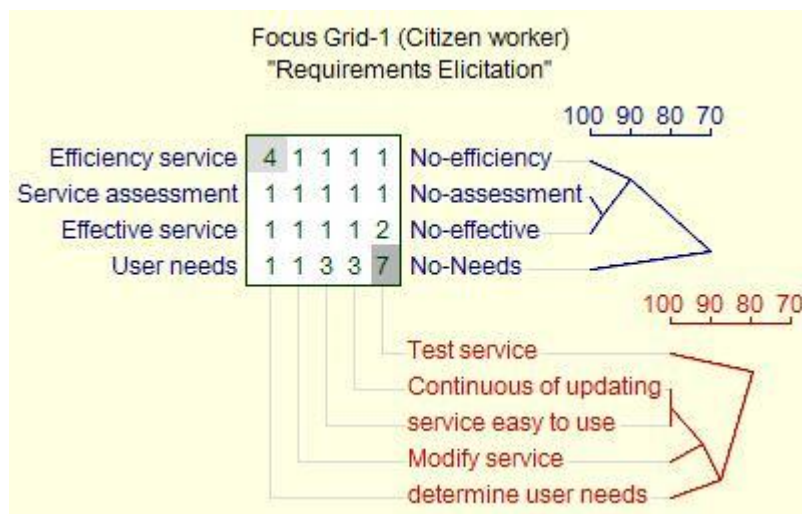 Focus Grid-1 (Citizen worker)
"Requirements Elicitation"
100 90 80 70
Efficiency service 4 1 1 1 1 No-efficiency
Service assessment 1 1 1 1 1 No-assessment
Effective service 1 1 1 1 2 No-effective
User needs 1 1 3 3 7 No-Needs
100 90 80 70
Test service
Continuous of updating
service easy to use
Modify service
determine user needs